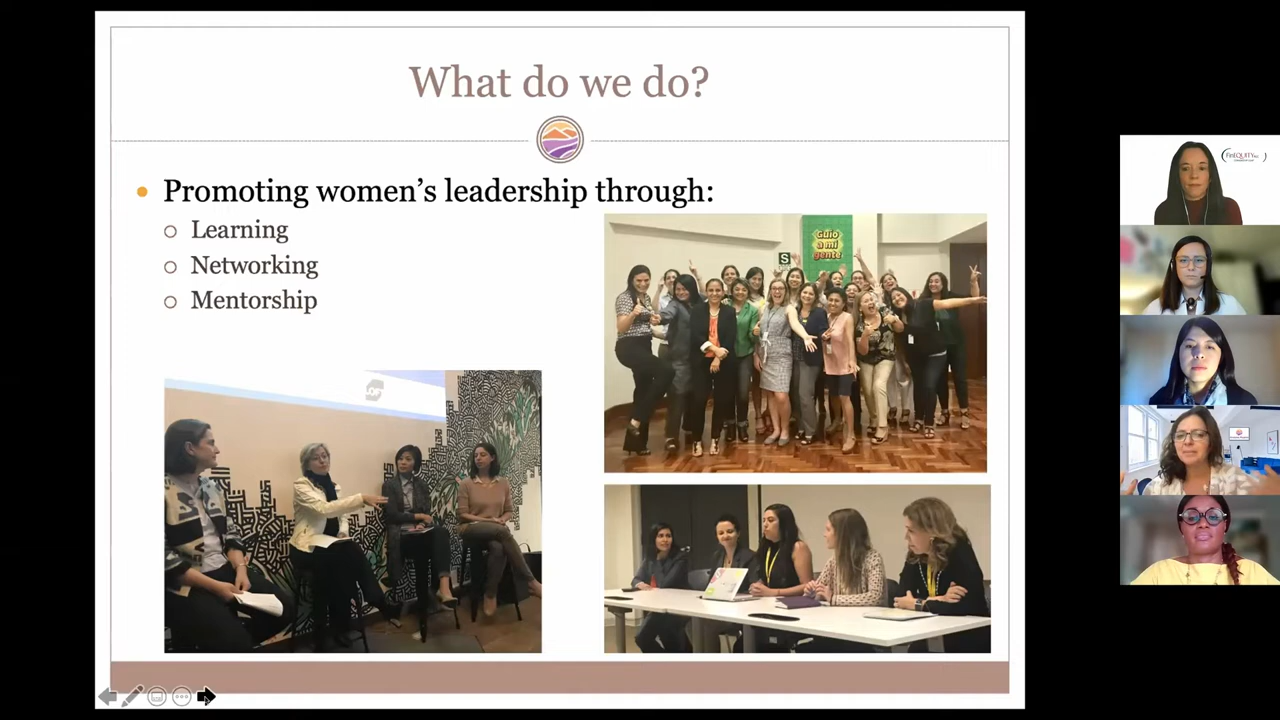 What do we do?
Promoting women's leadership through:
Learning
Networking
Mentorship
Guío
a mi
gente
S